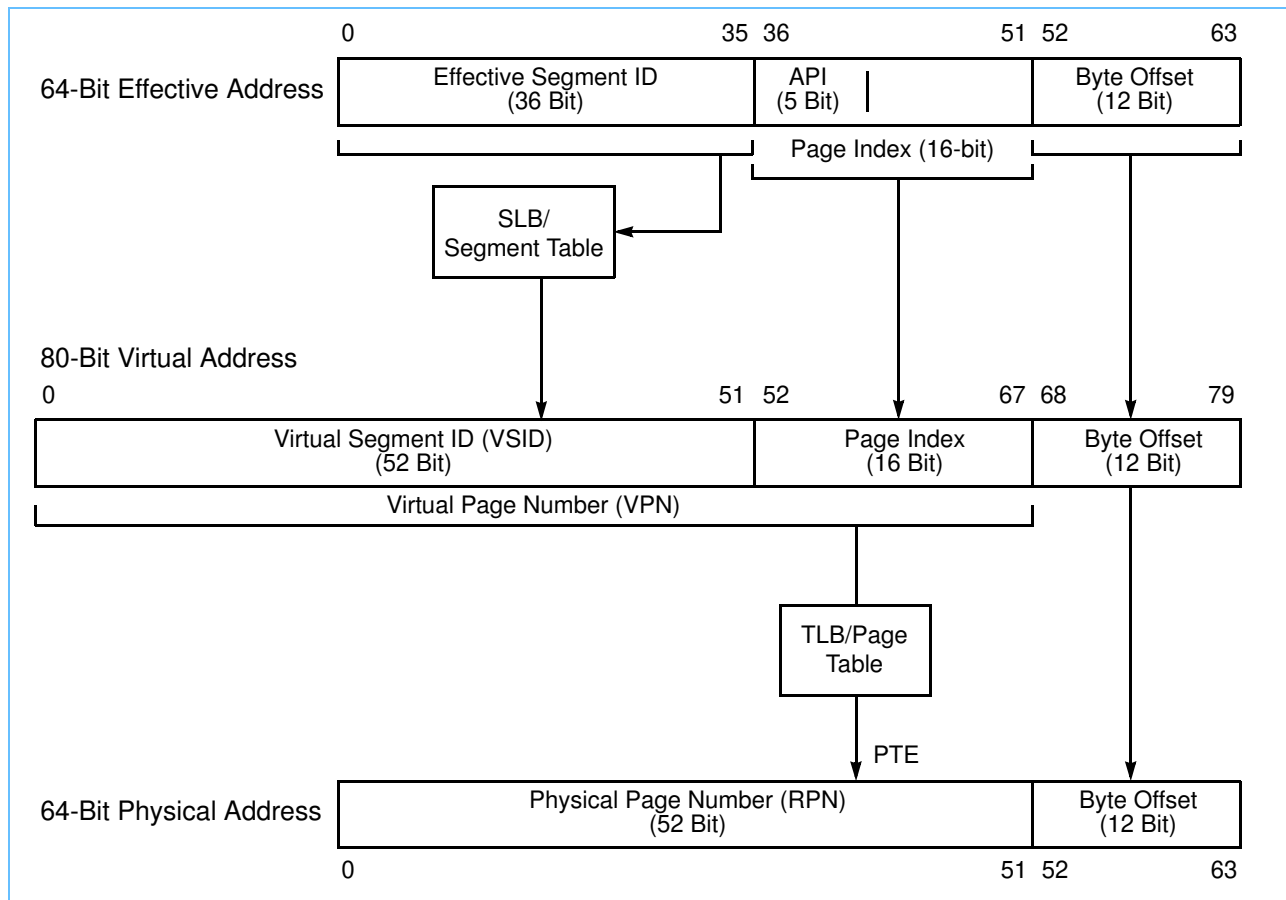 0 35 36 51 52 63
64-Bit Effective Address
Effective Segment ID
(36 Bit)
API
(5 Bit)
Byte Offset
(12 Bit)
Page Index (16-bit)
SLB/
Segment Table
80-Bit Virtual Address
0 51 52 67 68 79
Virtual Segment ID (VSID)
(52 Bit)
Page Index
(16 Bit)
Byte Offset
(12 Bit)
Virtual Page Number (VPN)
TLB/Page
Table
PTE
64-Bit Physical Address
Physical Page Number (RPN)
(52 Bit)
Byte Offset
(12 Bit)
0 51 52 63